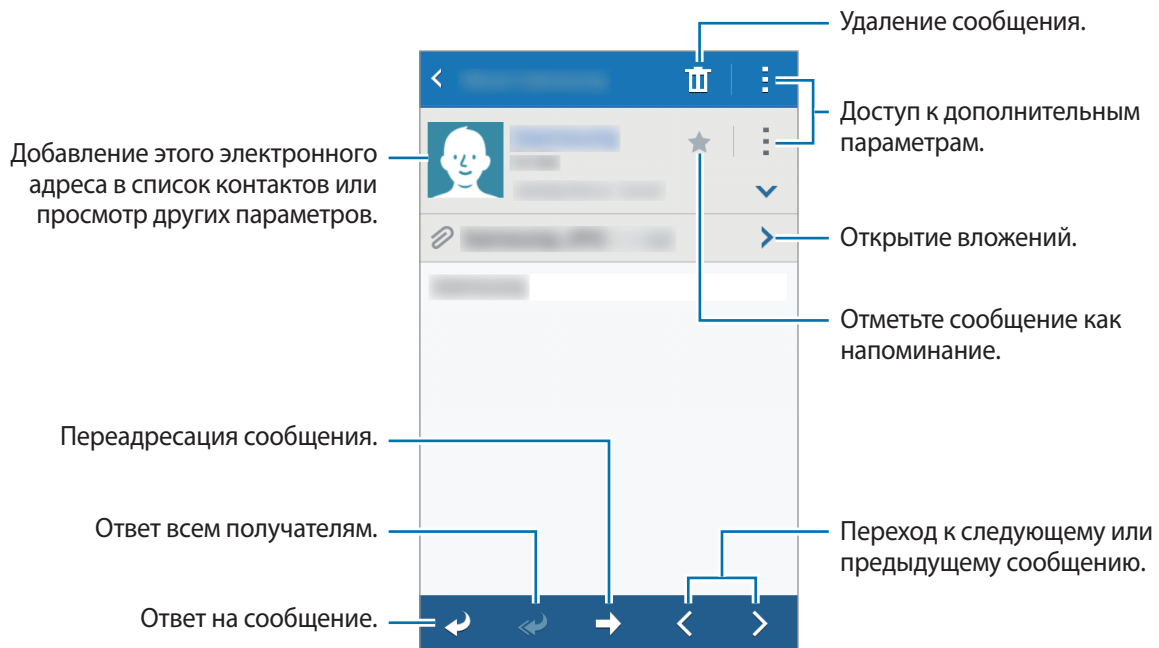 Удаление сообщения.
Доступ к дополнительным
параметрам.
Добавление этого электронного
адреса в список контактов или
просмотр других параметров.
Открытие вложений.
Отметьте сообщение как
напоминание.
Переадресация сообщения.
Ответ всем получателям.
Переход к следующему или
предыдущему сообщению.
Ответ на сообщение.